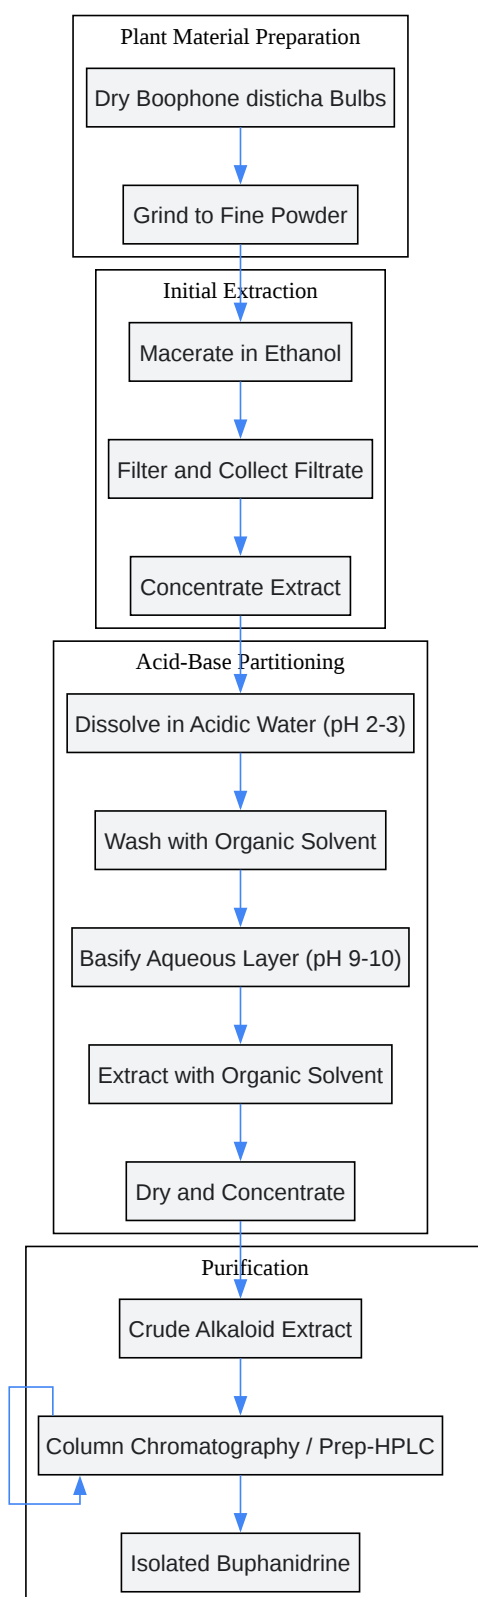 Plant Material Preparation
Dry Boophone disticha Bulbs
Grind to Fine Powder
Initial Extraction
Macerate in Ethanol
Filter and Collect Filtrate
Concentrate Extract
Acid-Base Partitioning
Dissolve in Acidic Water (pH 2-3)
Wash with Organic Solvent
Basify Aqueous Layer (pH 9-10)
Extract with Organic Solvent
Dry and Concentrate
Purification
Crude Alkaloid Extract
Column Chromatography / Prep-HPLC
Isolated Buphanidrine